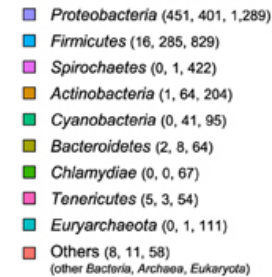 Proteobacteria (451, 401, 1,289)
Firmicutes (16, 285, 829)
Spirochaetes (0, 1, 422)
Actinobacteria (1, 64, 204)
Cyanobacteria (0, 41, 95)
Bacteroidetes (2, 8, 64)
Chlamydiae (0, 0, 67)
Tenericutes (5, 3, 54)
Euryarchaeota (0, 1, 111)
Others (8, 11, 58)
(other Bacteria, Archaea, Eukaryota)